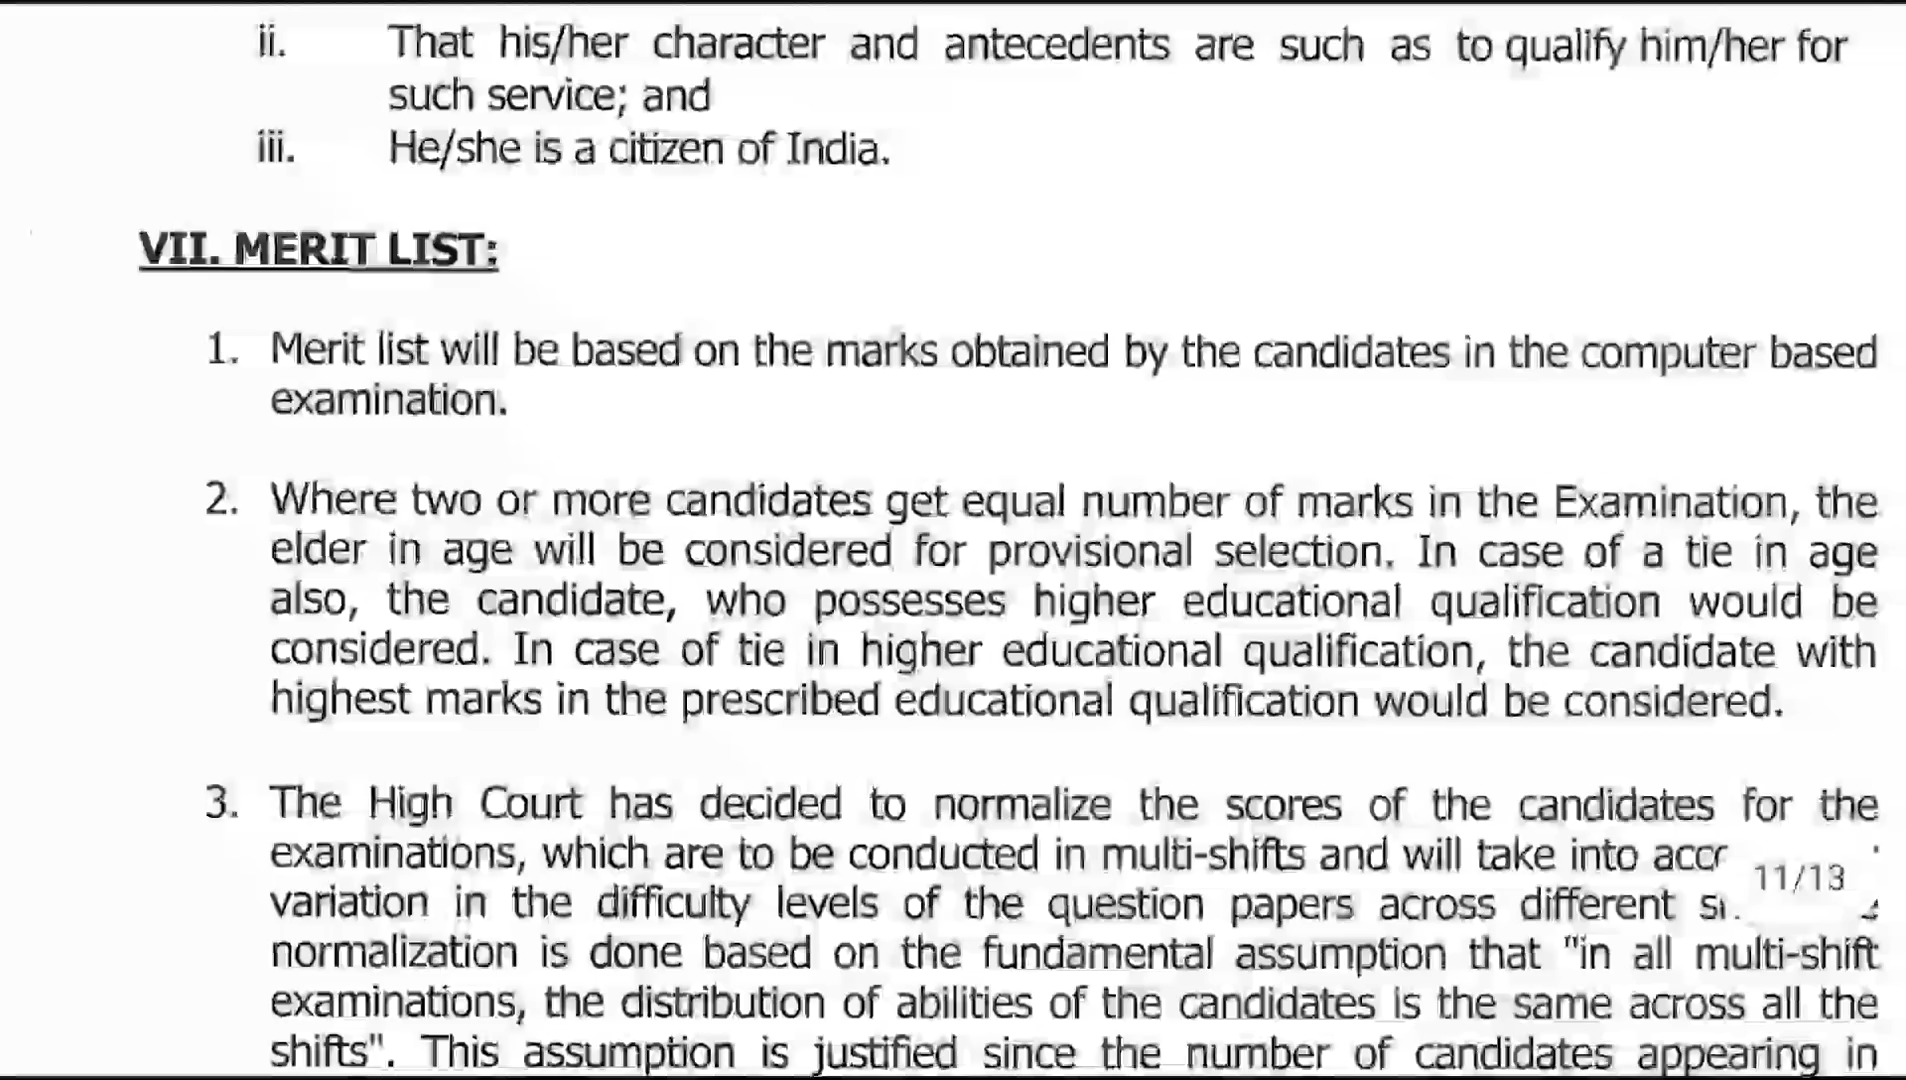 ii. That his/her character and antecedents are such as to qualify him/her for
such service; and
iii. He/she is a citizen of India.
VII. MERIT LIST:
1. Merit list will be based on the marks obtained by the candidates in the computer based
examination.
2. Where two or more candidates get equal number of marks in the Examination, the
elder in age will be considered for provisional selection. In case of a tie in age
also, the candidate, who possesses higher educational qualification would be
considered. In case of tie in higher educational qualification, the candidate with
highest marks in the prescribed educational qualification would be considered.
3. The High Court has decided to normalize the scores of the candidates for the
examinations, which are to be conducted in multi-shifts and will take into
11/13
variation in the difficulty levels of the question papers across different
normalization is done based on the fundamental assumption that "in all multi-shift
examinations, the distribution of abilities of the candidates is the same across all the
shifts". This assumption is justified since the number of candidates appearing in